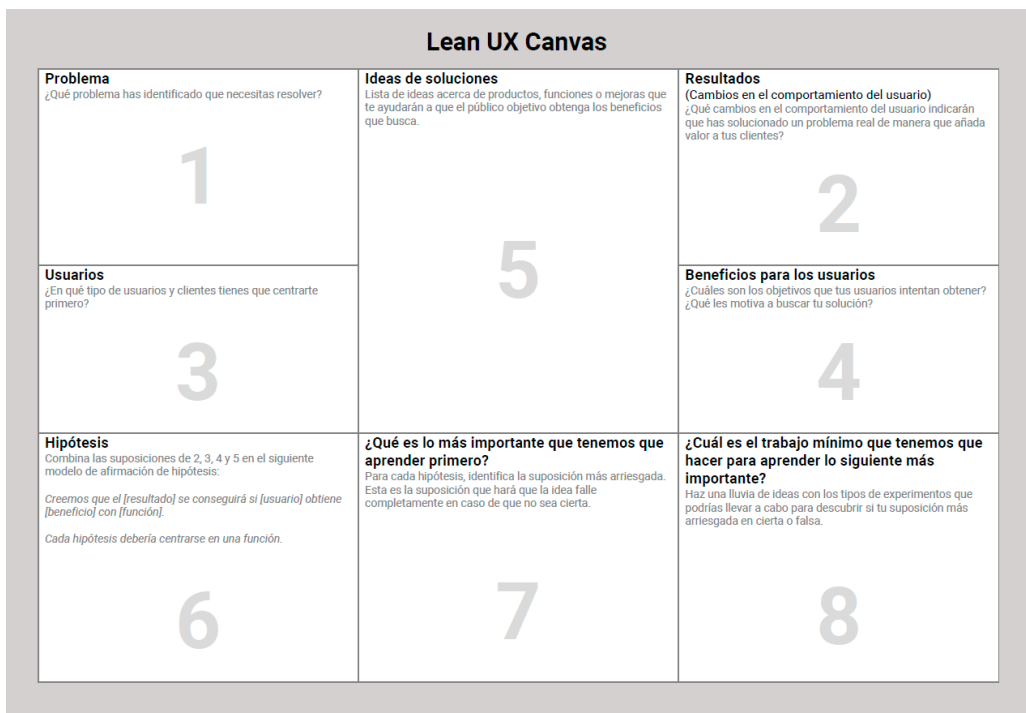 Lean UX Canvas
Problema
¿Qué problema has identificado que necesitas resolver?
1
Ideas de soluciones
Lista de ideas acerca de productos, funciones o mejoras que
te ayudarán a que el público objetivo obtenga los beneficios
que busca.
5
Resultados
(Cambios en el comportamiento del usuario)
¿Qué cambios en el comportamiento del usuario indicarán
que has solucionado un problema real de manera que añada
valor a tus clientes?
2
Usuarios
¿En qué tipo de usuarios y clientes tienes que centrarte
primero?
3
Beneficios para los usuarios
¿Cuáles son los objetivos que tus usuarios intentan obtener?
¿Qué les motiva a buscar tu solución?
4
Hipótesis
Combina las suposiciones de 2, 3, 4 y 5 en el siguiente
modelo de afirmación de hipótesis:
Creemos que el [resultado] se conseguirá si [usuario] obtiene
[beneficio] con [función].
Cada hipótesis debería centrarse en una función.
6
¿Qué es lo más importante que tenemos que
aprender primero?
Para cada hipótesis, identifica la suposición más arriesgada.
Esta es la suposición que hará que la idea falle
completamente en caso de que no sea cierta.
7
¿Cuál es el trabajo mínimo que tenemos que
hacer para aprender lo siguiente más
importante?
Haz una lluvia de ideas con los tipos de experimentos que
podrías llevar a cabo para descubrir si tu suposición más
arriesgada en cierta o falsa.
8